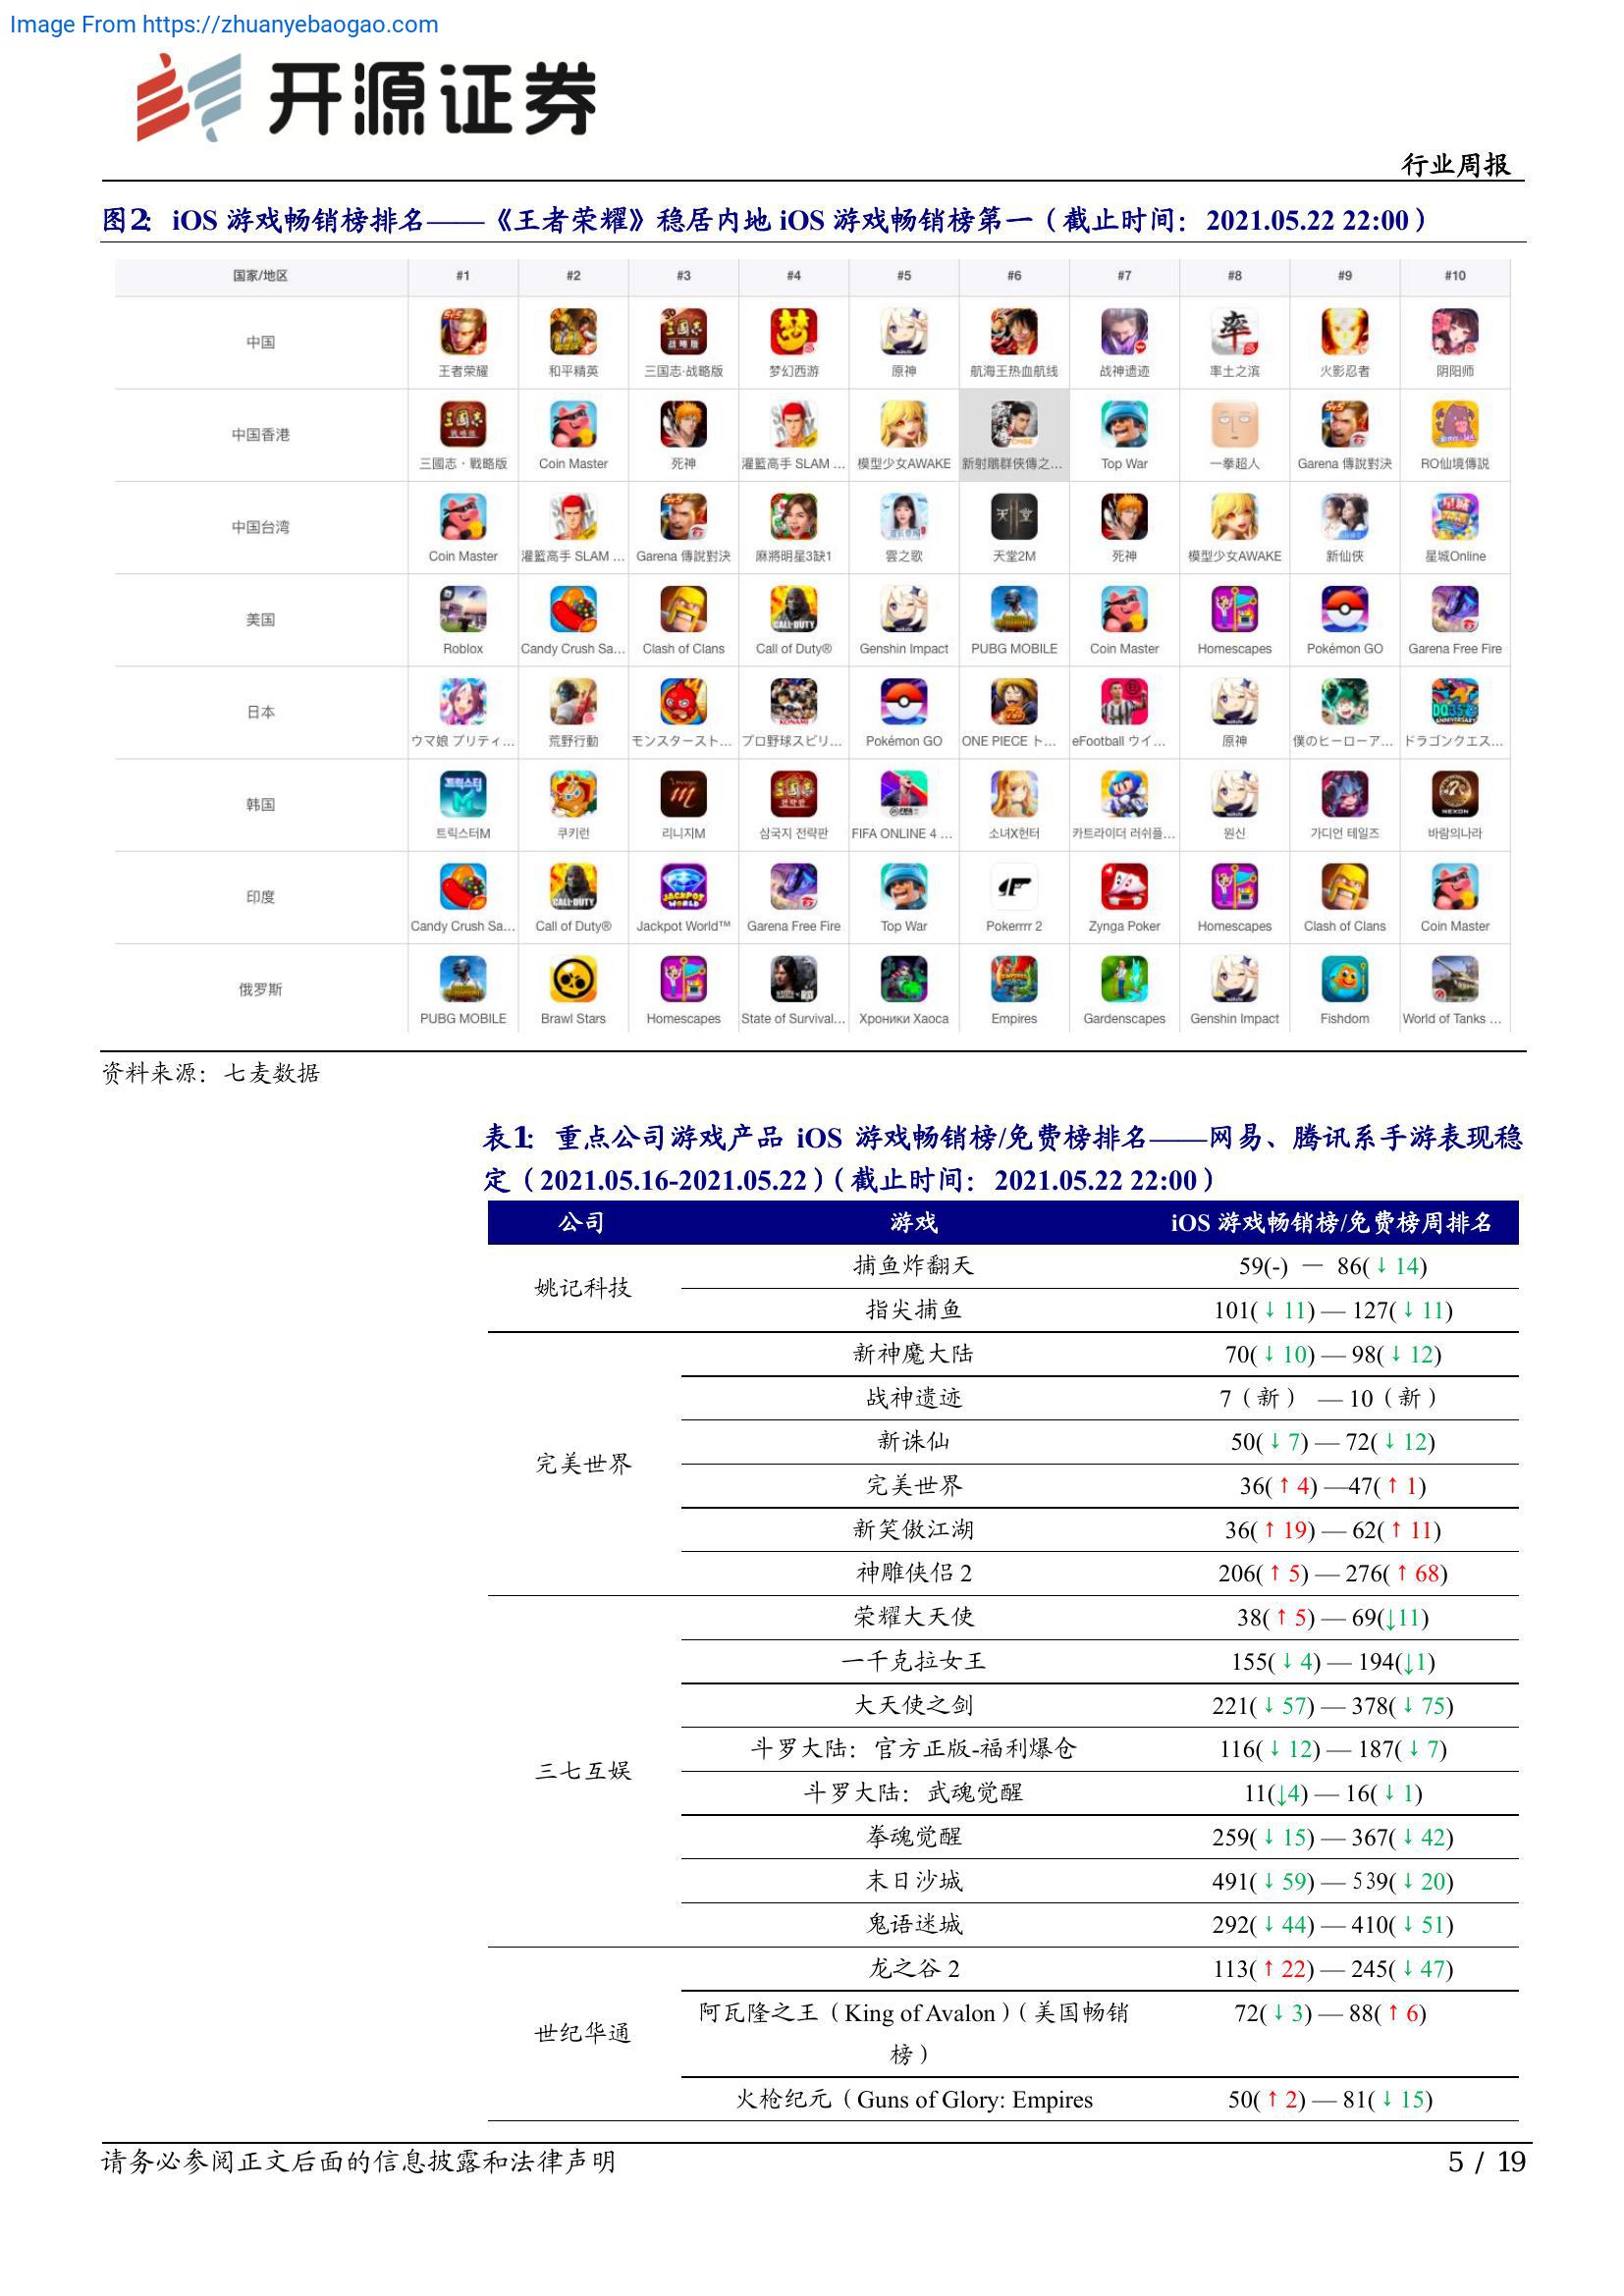 Image From https://zhuanyebaogao.com
开源证券
行业周报
图2: iOS 游戏畅销榜排名——《王者荣耀》稳居内地 iOS 游戏畅销榜第一（截止时间：2021.05.22 22:00）
国家/地区 #1 #2 #3 #4 #5 #6 #7 #8 #9 #10
中国 王者荣耀 和平精英 三国志·战略版 梦幻西游 原神 航海王热血航线 战神遗迹 率土之滨 火影忍者 阴阳师
中国香港 三國志·戰略版 Coin Master 死神 灌籃高手 SLAM ... 模型少女AWAKE 新射鵰群俠傳之... Top War 一拳超人 Garena 傳說對決 RO仙境傳説
中国台湾 Coin Master 灌籃高手 SLAM ... Garena 傳說對決 麻將明星3缺1 雲之歌 天堂2M 死神 模型少女AWAKE 新仙俠 星城Online
美国 Roblox Candy Crush Sa... Clash of Clans Call of Duty® Genshin Impact PUBG MOBILE Coin Master Homescapes Pokémon GO Garena Free Fire
日本 ウマ娘 プリティ... 荒野行動 モンスタースト... プロ野球スピリ... Pokémon GO ONE PIECE ト... eFootball ウイ... 原神 僕のヒーローア... ドラゴンクエス...
韩国 트릭스터M 쿠키런 리니지M 삼국지 전략판 FIFA ONLINE 4 ... 소녀X헌터 카트라이더 러쉬플... 원신 가디언 테일즈 바람의나라
印度 Candy Crush Sa... Call of Duty® Jackpot World™ Garena Free Fire Top War Pokerrrr 2 Zynga Poker Homescapes Clash of Clans Coin Master
俄罗斯 PUBG MOBILE Brawl Stars Homescapes State of Survival... Хроники Хаоса Empires Gardenscapes Genshin Impact Fishdom World of Tanks ...
资料来源：七麦数据
表1: 重点公司游戏产品 iOS 游戏畅销榜/免费榜排名——网易、腾讯系手游表现稳
定（2021.05.16-2021.05.22）（截止时间：2021.05.22 22:00）
公司 游戏 iOS 游戏畅销榜/免费榜周排名
姚记科技 捕鱼炸翻天 59(-) — 86(↓14)
指尖捕鱼 101(↓11) — 127(↓11)
完美世界 新神魔大陆 70(↓10) — 98(↓12)
战神遗迹 7（新） — 10（新）
新诛仙 50(↓7) — 72(↓12)
完美世界 36(↑4) —47(↑1)
新笑傲江湖 36(↑19) — 62(↑11)
神雕侠侣 2 206(↑5) — 276(↑68)
三七互娱 荣耀大天使 38(↑5) — 69(↓11)
一千克拉女王 155(↓4) — 194(↓1)
大天使之剑 221(↓57) — 378(↓75)
斗罗大陆：官方正版-福利爆仓 116(↓12) — 187(↓7)
斗罗大陆：武魂觉醒 11(↓4) — 16(↓1)
拳魂觉醒 259(↓15) — 367(↓42)
末日沙城 491(↓59) — 539(↓20)
鬼语迷城 292(↓44) — 410(↓51)
世纪华通 龙之谷 2 113(↑22) — 245(↓47)
阿瓦隆之王（King of Avalon）（美国畅销 72(↓3) — 88(↑6)
榜）
火枪纪元（Guns of Glory: Empires 50(↑2) — 81(↓15)
请务必参阅正文后面的信息披露和法律声明 5 / 19